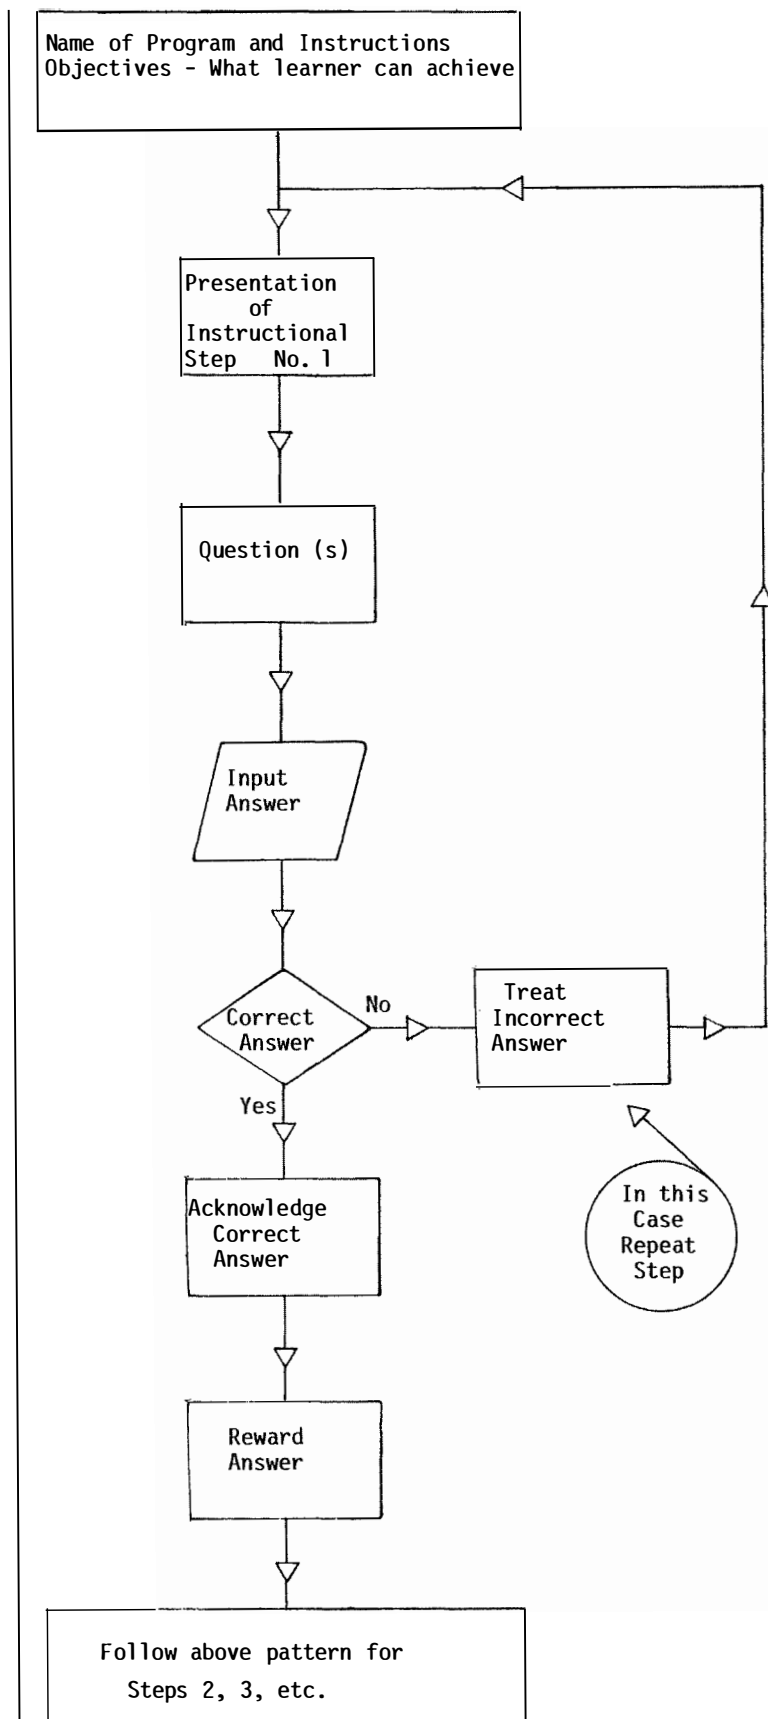 Name of Program and Instructions
Objectives - What learner can achieve
Presentation
of
Instructional
Step No. 1
Question (s)
Input
Answer
Correct
Answer
No
Treat
Incorrect
Answer
Yes
In this
Case
Repeat
Step
Acknowledge
Correct
Answer
Reward
Answer
Follow above pattern for
Steps 2, 3, etc.